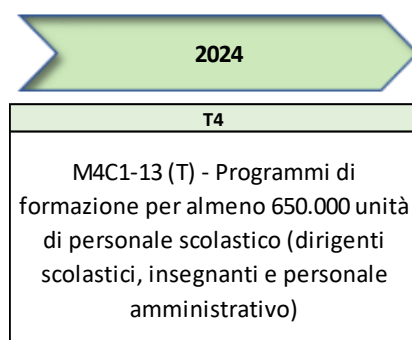 2024
T4
M4C1-13 (T) - Programmi di
formazione per almeno 650.000 unità
di personale scolastico (dirigenti
scolastici, insegnanti e personale
amministrativo)